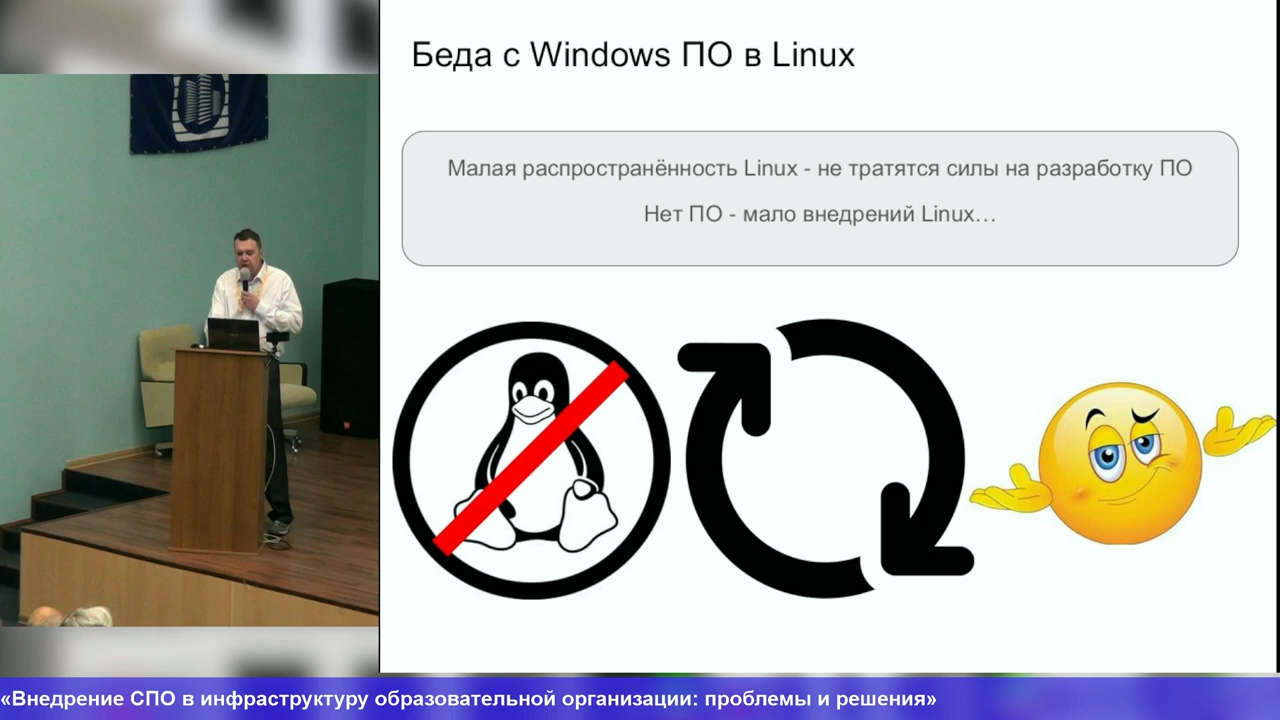 Беда с Windows ПО в Linux
Малая распространённость Linux - не тратятся силы на разработку ПО
Нет ПО - мало внедрений Linux…
«Внедрение СПО в инфраструктуру образовательной организации: проблемы и решения»